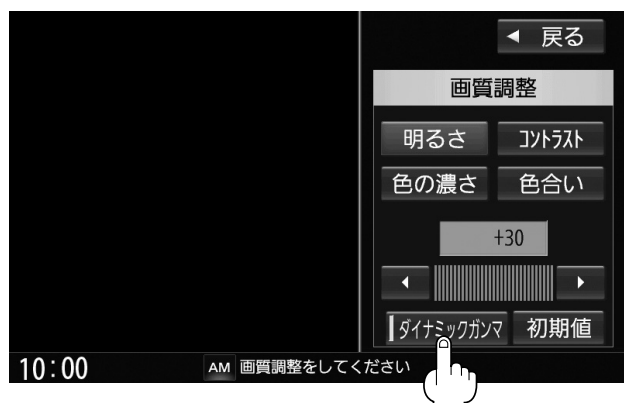 戻る
画質調整
明るさ コントラスト
色の濃さ 色合い
+30
ダイナミックガンマ 初期値
10:00 AM 画質調整をしてください